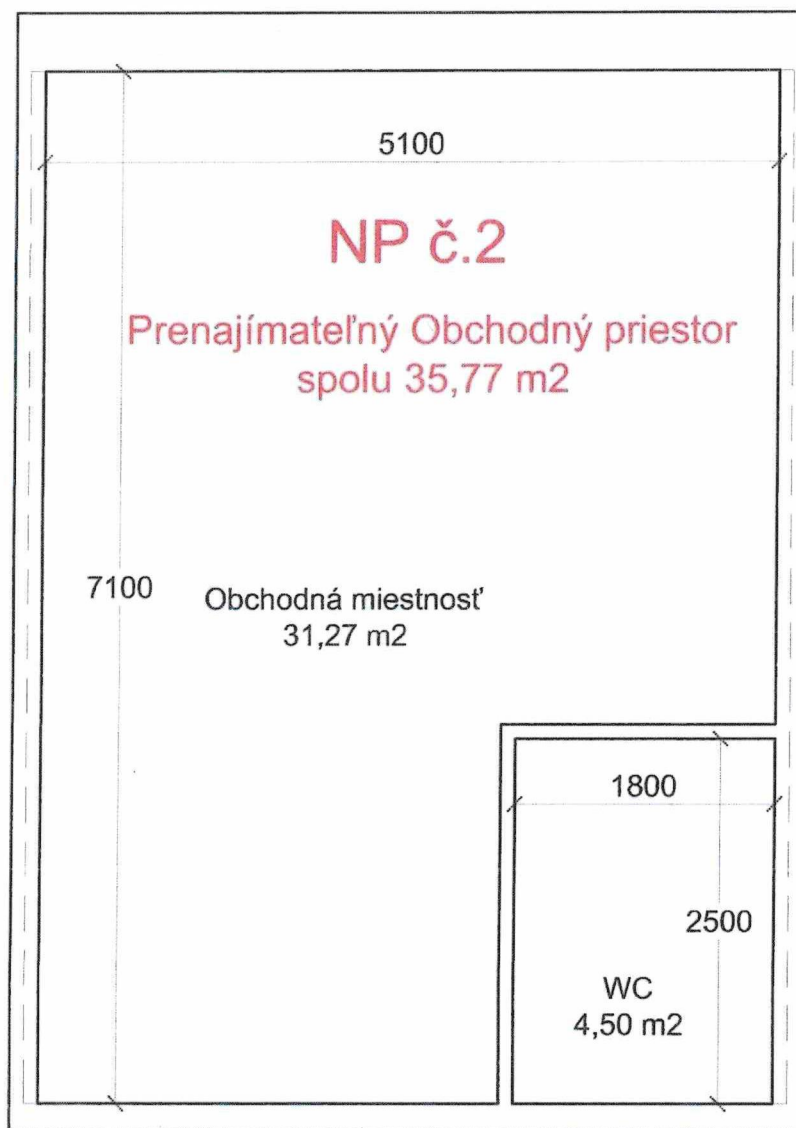 5100
NP č.2
Prenajímateľný Obchodný priestor
spolu 35,77 m2
7100
Obchodná miestnosť
31,27 m2
1800
2500
WC
4,50 m2